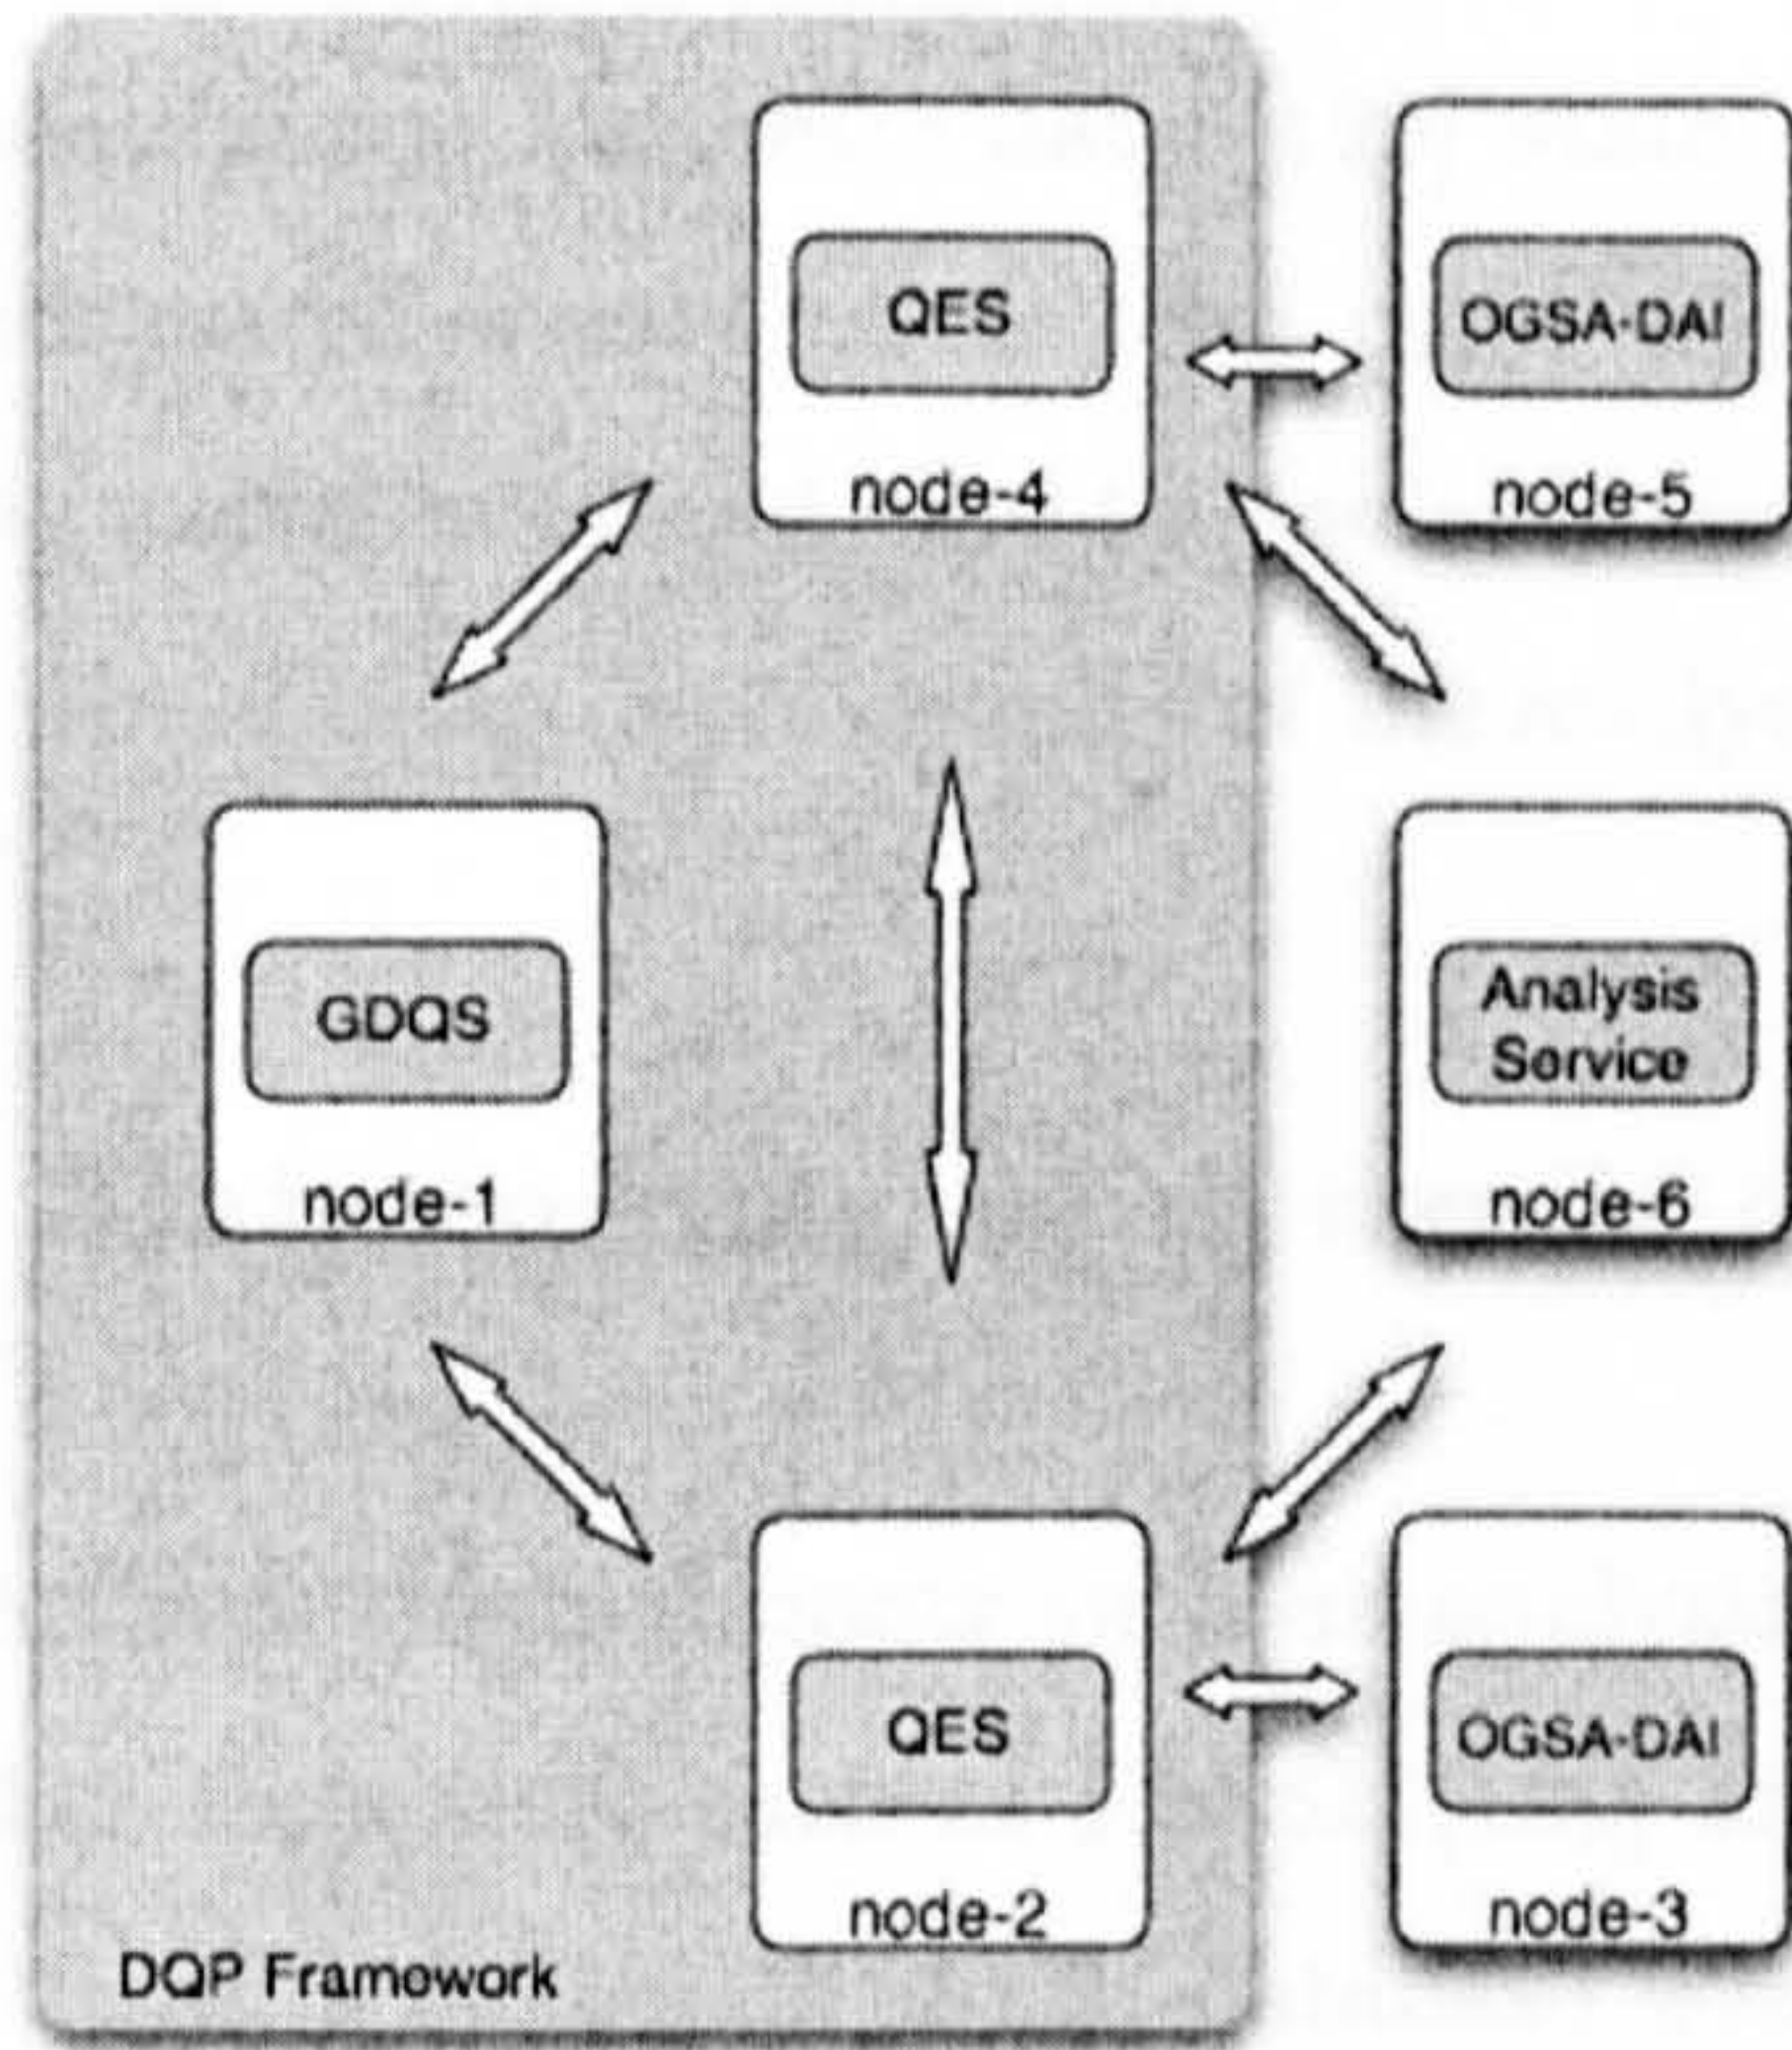 QES
node-4
OGSA-DAI
node-5
GDQS
node-1
Analysis
Service
node-6
QES
node-2
OGSA-DAI
node-3
DQP Framework